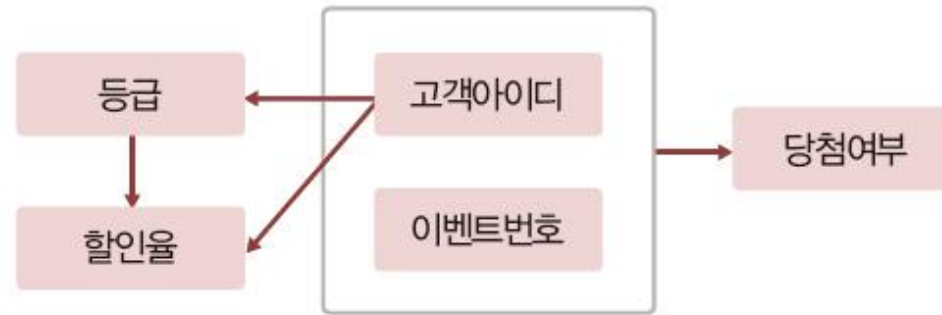 등급
고객아이디
당첨여부
할인율
이벤트번호